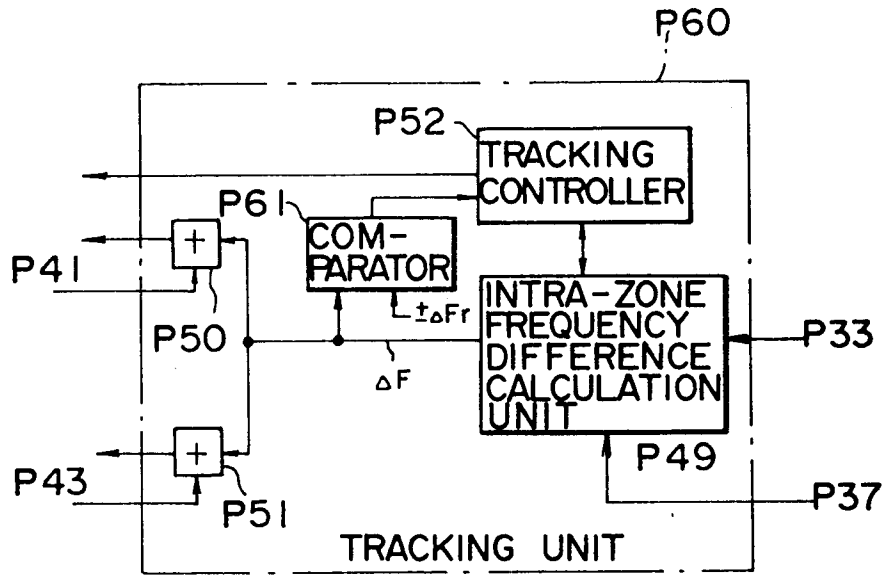 P60
P52
TRACKING
CONTROLLER
P61
COM-
PARATOR
P41
P50
±ΔFr
INTRA-ZONE
FREQUENCY
DIFFERENCE
CALCULATION
UNIT
P33
ΔF
P49
P43
P51
P37
TRACKING UNIT
+
+